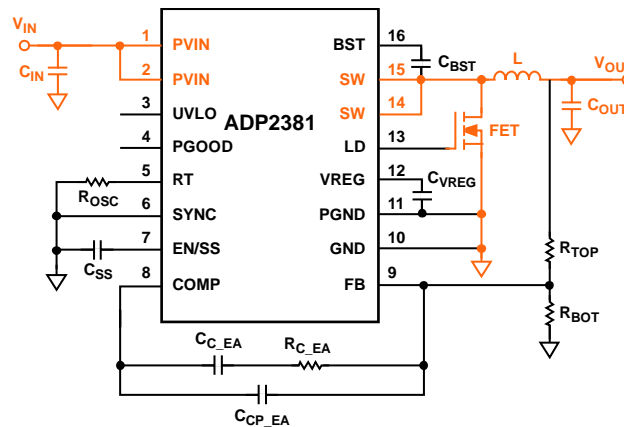 VIN
CIN
1 PVIN
2 PVIN
3 UVLO
4 PGOOD
5 RT
ROSC
6 SYNC
7 EN/SS
CSS
8 COMP
ADP2381
BST 16
CBST
SW 15
SW 14
LD 13
VREG 12
CVREG
PGND 11
GND 10
FB 9
L
VOUT
COUT
FET
RTOP
RBOT
CC_EA
RC_EA
CCP_EA